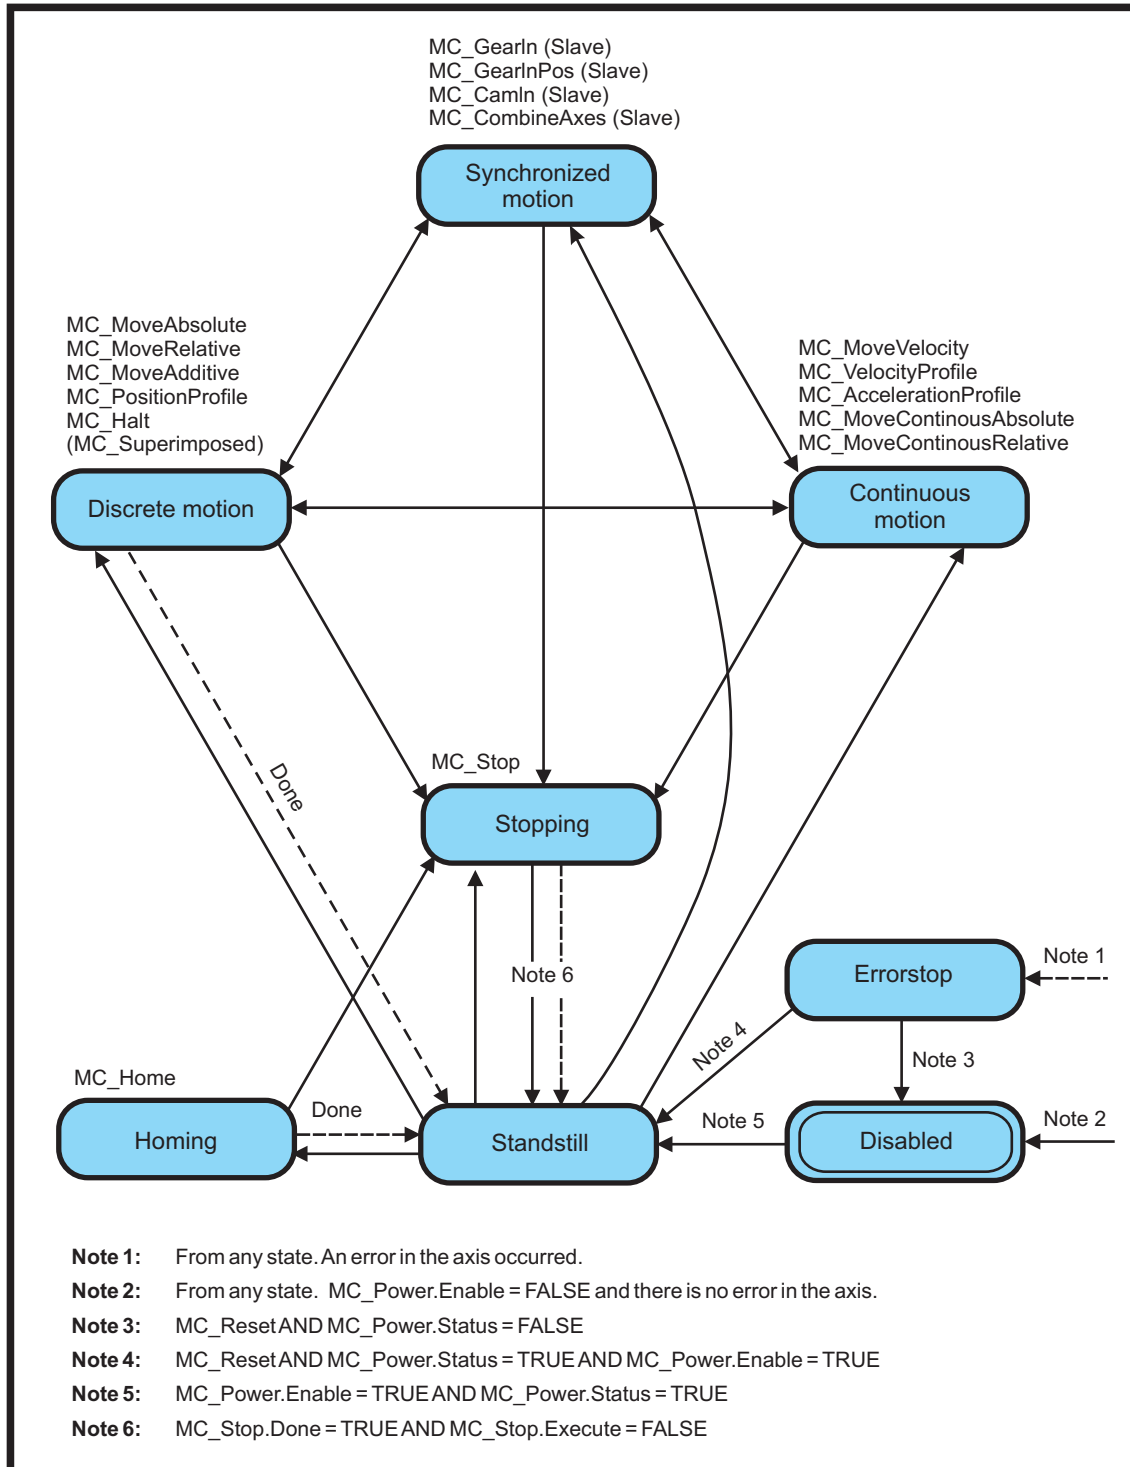 MC_GearIn (Slave)
MC_GearInPos (Slave)
MC_CamIn (Slave)
MC_CombineAxes (Slave)
Synchronized
motion
MC_MoveAbsolute
MC_MoveRelative
MC_MoveAdditive
MC_PositionProfile
MC_Halt
(MC_Superimposed)
Discrete motion
MC_MoveVelocity
MC_VelocityProfile
MC_AccelerationProfile
MC_MoveContinousAbsolute
MC_MoveContinousRelative
Continuous
motion
Done
MC_Stop
Stopping
Note 6
Errorstop
Note 1
Note 4
Note 3
MC_Home
Homing
Done
Standstill
Note 5
Disabled
Note 2
Note 1: From any state. An error in the axis occurred.
Note 2: From any state. MC_Power.Enable = FALSE and there is no error in the axis.
Note 3: MC_Reset AND MC_Power.Status = FALSE
Note 4: MC_Reset AND MC_Power.Status = TRUE AND MC_Power.Enable = TRUE
Note 5: MC_Power.Enable = TRUE AND MC_Power.Status = TRUE
Note 6: MC_Stop.Done = TRUE AND MC_Stop.Execute = FALSE